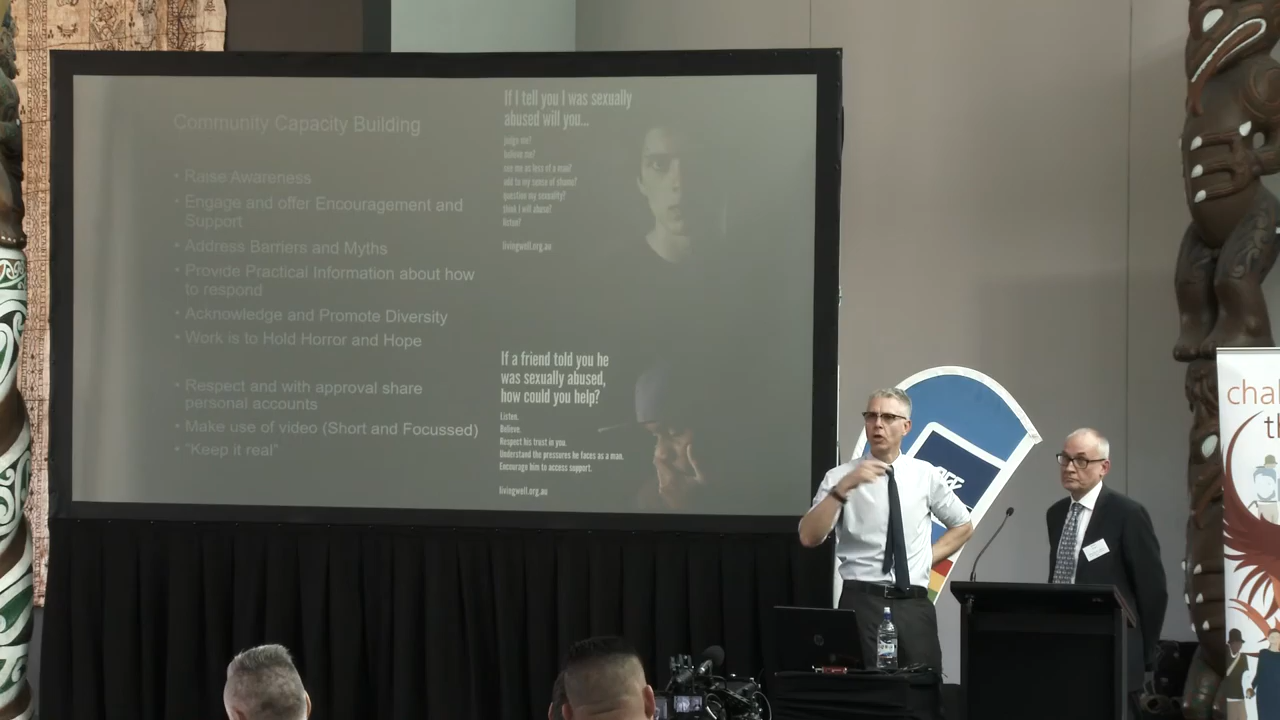 Community Capacity Building
• Raise Awareness
• Engage and offer Encouragement and
Support
• Address Barriers and Myths
• Provide Practical Information about how
to respond
• Acknowledge and Promote Diversity
• Work is to Hold Horror and Hope
• Respect and with approval share
personal accounts
• Make use of video (Short and Focussed)
• "Keep it real"
If I tell you I was sexually
abused will you...
judge me?
believe me?
see me as less of a man?
add to my sense of shame?
question my sexuality?
think I will abuse?
listen?
livingwell.org.au
If a friend told you he
was sexually abused,
how could you help?
Listen.
Believe.
Respect his trust in you.
Understand the pressures he faces as a man.
Encourage him to access support.
livingwell.org.au